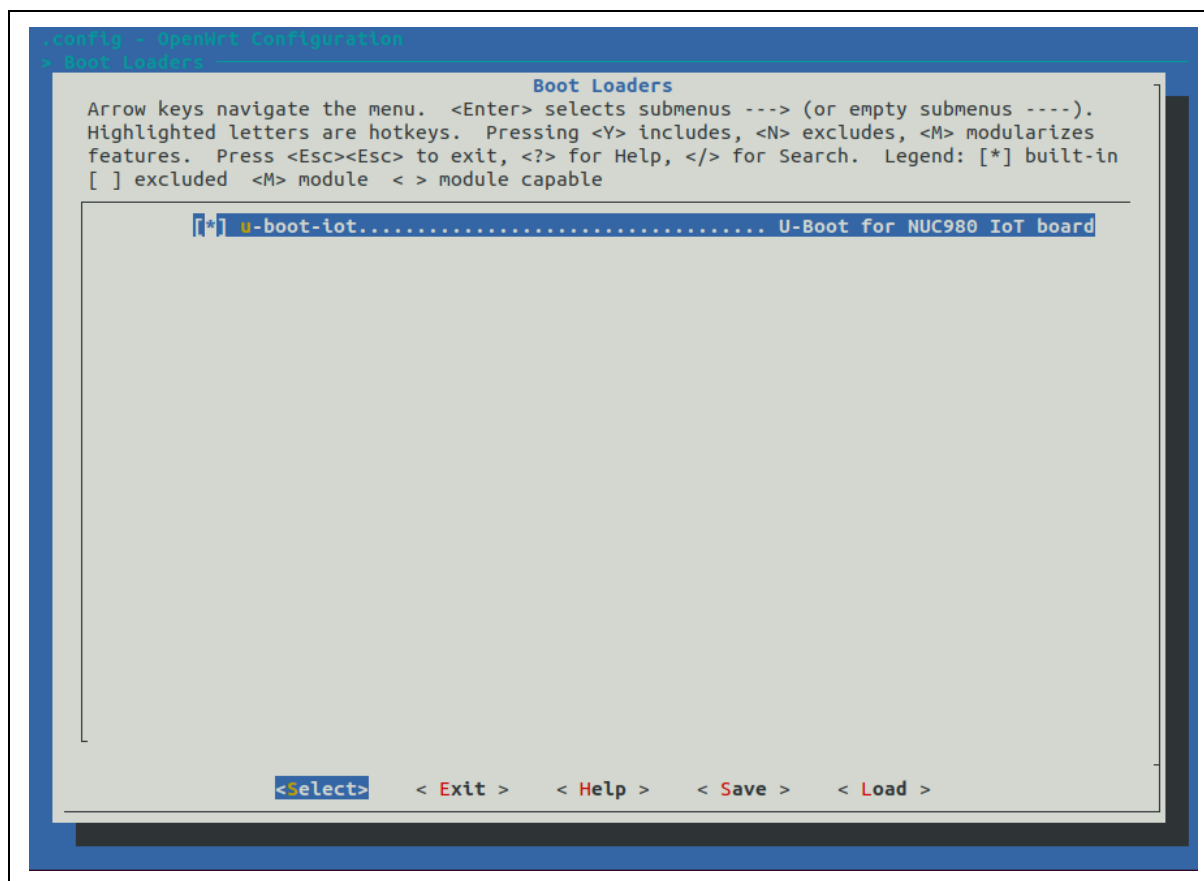 .config - OpenWrt Configuration
> Boot Loaders
Boot Loaders
Arrow keys navigate the menu.  <Enter> selects submenus ---> (or empty submenus ----).
Highlighted letters are hotkeys.  Pressing <Y> includes, <N> excludes, <M> modularizes
features.  Press <Esc><Esc> to exit, <?> for Help, </> for Search.  Legend: [*] built-in
[ ] excluded  <M> module  < > module capable
[*] u-boot-iot................................... U-Boot for NUC980 IoT board
<Select>    < Exit >    < Help >    < Save >    < Load >